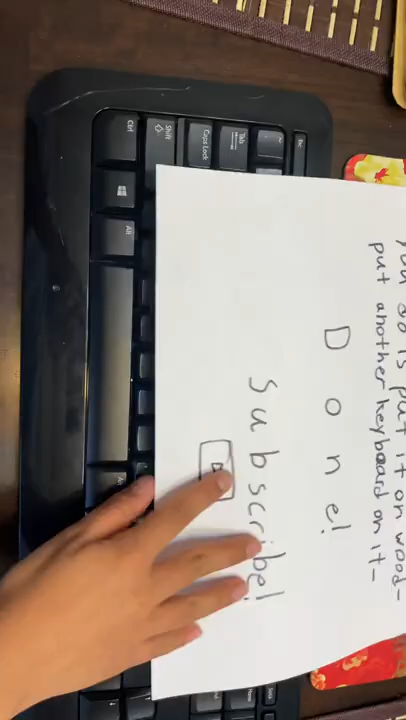 you do is put it on wood-
put another keyboard on it-
Done!
Subscribe!
Esc
~
Tab
Caps Lock
Shift
Ctrl
Alt